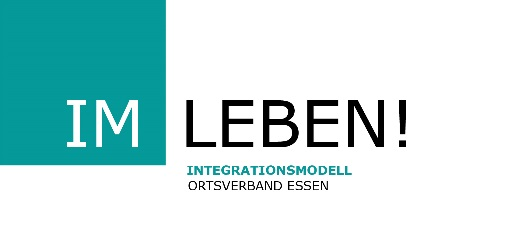 IM LEBEN!
INTEGRATIONSMODELL
ORTSVERBAND ESSEN